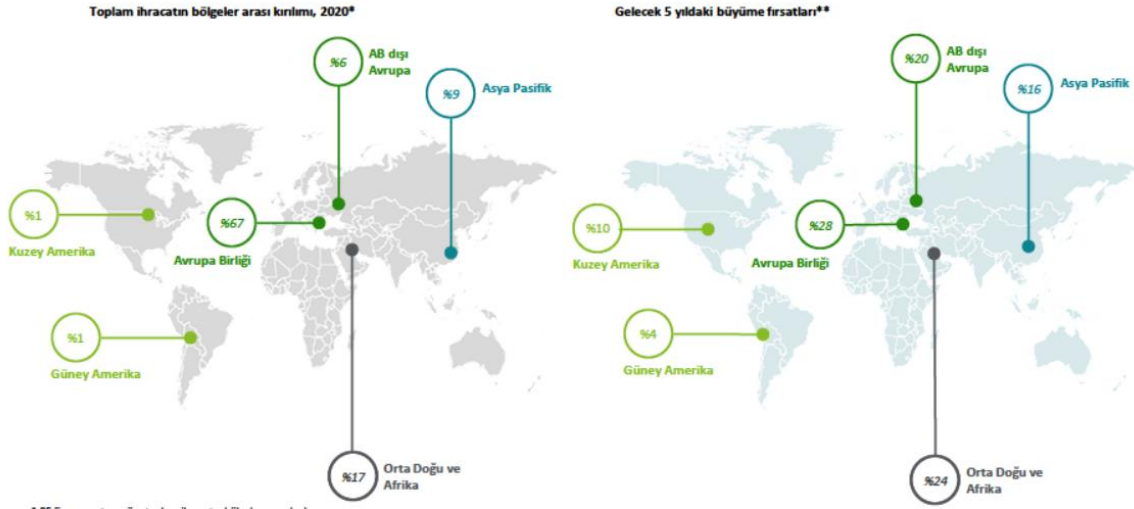 Toplam ihracatın bölgeler arası kırılımı, 2020*
%6
AB dışı
Avrupa
%9
Asya Pasifik
%1
Kuzey Amerika
%67
Avrupa Birliği
%1
Güney Amerika
%17
Orta Doğu ve
Afrika
Gelecek 5 yıldaki büyüme fırsatları**
%20
AB dışı
Avrupa
%16
Asya Pasifik
%10
Kuzey Amerika
%28
Avrupa Birliği
%4
Güney Amerika
%24
Orta Doğu ve
Afrika